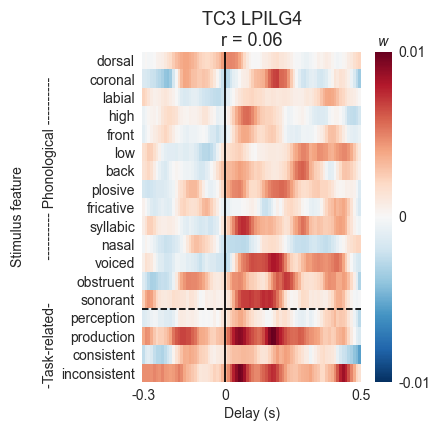 TC3 LPILG4
r = 0.06
w
Stimulus feature
---------- Phonological ----------
-Task-related-
dorsal
coronal
labial
high
front
low
back
plosive
fricative
syllabic
nasal
voiced
obstruent
sonorant
perception
production
consistent
inconsistent
0.01
0
-0.01
-0.3
0
0.5
Delay (s)